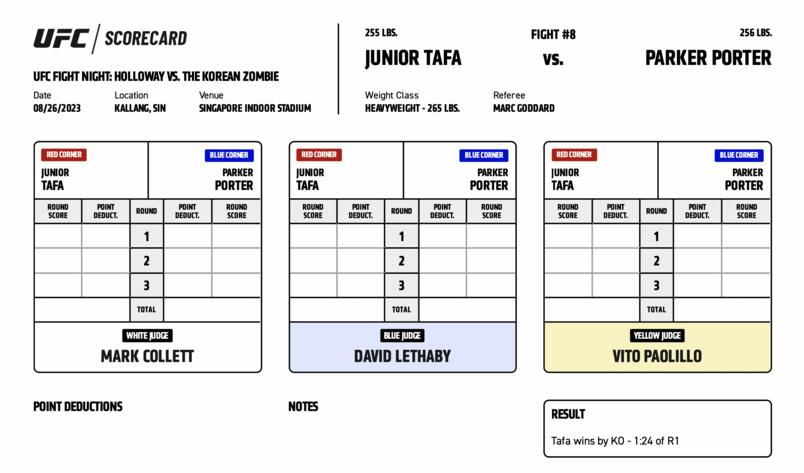 UFC / SCORECARD
UFC FIGHT NIGHT: HOLLOWAY VS. THE KOREAN ZOMBIE
Date Location Venue
08/26/2023 KALLANG, SIN SINGAPORE INDOOR STADIUM
255 LBS. FIGHT #8 256 LBS.
JUNIOR TAFA vs. PARKER PORTER
Weight Class Referee
HEAVYWEIGHT - 265 LBS. MARC GODDARD
RED CORNER BLUE CORNER
JUNIOR PARKER
TAFA PORTER
ROUND SCORE POINT DEDUCT. ROUND POINT DEDUCT. ROUND SCORE
1
2
3
TOTAL
WHITE JUDGE
MARK COLLETT
RED CORNER BLUE CORNER
JUNIOR PARKER
TAFA PORTER
ROUND SCORE POINT DEDUCT. ROUND POINT DEDUCT. ROUND SCORE
1
2
3
TOTAL
BLUE JUDGE
DAVID LETHABY
RED CORNER BLUE CORNER
JUNIOR PARKER
TAFA PORTER
ROUND SCORE POINT DEDUCT. ROUND POINT DEDUCT. ROUND SCORE
1
2
3
TOTAL
YELLOW JUDGE
VITO PAOLILLO
POINT DEDUCTIONS
NOTES
RESULT
Tafa wins by KO - 1:24 of R1